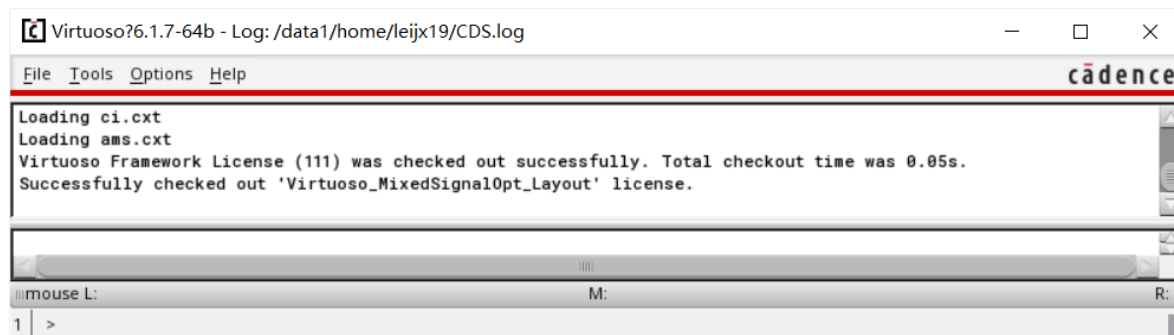 Virtuoso?6.1.7-64b - Log: /data1/home/leijx19/CDS.log
File Tools Options Help cādence
Loading ci.cxt
Loading ams.cxt
Virtuoso Framework License (111) was checked out successfully. Total checkout time was 0.05s.
Successfully checked out 'Virtuoso_MixedSignalOpt_Layout' license.
mouse L: M: R:
1 >